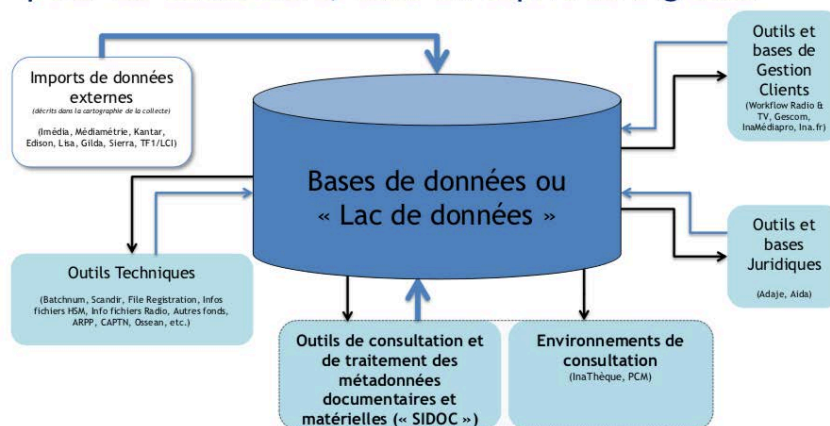 Imports de données
externes
(décrits dans la cartographie de la collecte)
(Imédia, Médiamétrie, Kantar,
Edison, Lisa, Gilda, Sierra, TF1/LCI)
Outils et
bases de
Gestion
Clients
(Workflow Radio &
TV, Gescom,
InaMédiapro, Ina.fr)
Bases de données ou
« Lac de données »
Outils Techniques
(Batchnum, Scandir, File Registration, Infos
fichiers HSM, Info fichiers Radio, Autres fonds,
ARPP, CAPTN, Ossean, etc.)
Outils et
bases
Juridiques
(Adaje, Aida)
Outils de consultation et
de traitement des
métadonnées
documentaires et
matérielles (« SIDOC »)
Environnements de
consultation
(InaThèque, PCM)